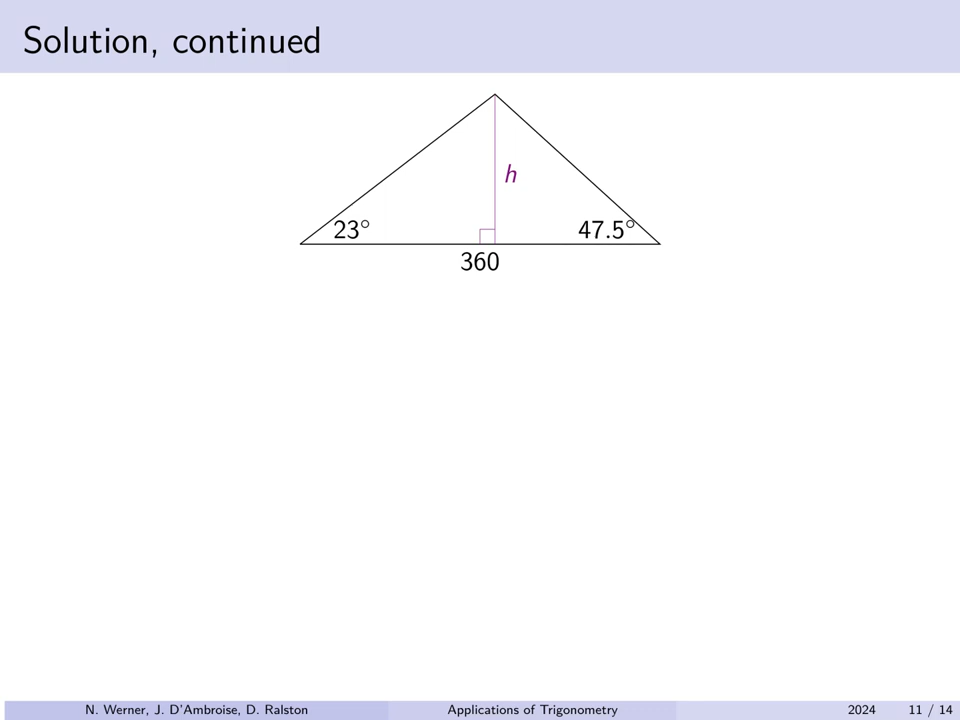 Solution, continued
h
23° 47.5°
360
N. Werner, J. D'Ambroise, D. Ralston Applications of Trigonometry 2024 11 / 14